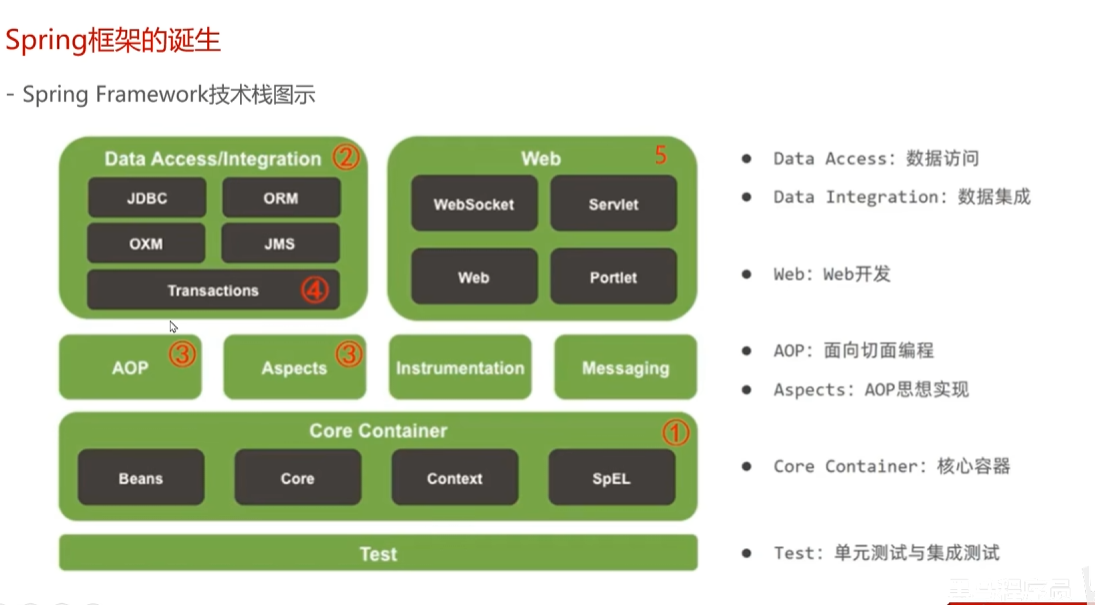 Spring框架的诞生
- Spring Framework技术栈图示
Data Access/Integration ②
JDBC
ORM
OXM
JMS
Transactions ④
Web 5
WebSocket
Servlet
Web
Portlet
AOP ③
Aspects ③
Instrumentation
Messaging
Core Container ①
Beans
Core
Context
SpEL
Test
● Data Access: 数据访问
● Data Integration: 数据集成
● Web: Web开发
● AOP: 面向切面编程
● Aspects: AOP思想实现
● Core Container: 核心容器
● Test: 单元测试与集成测试